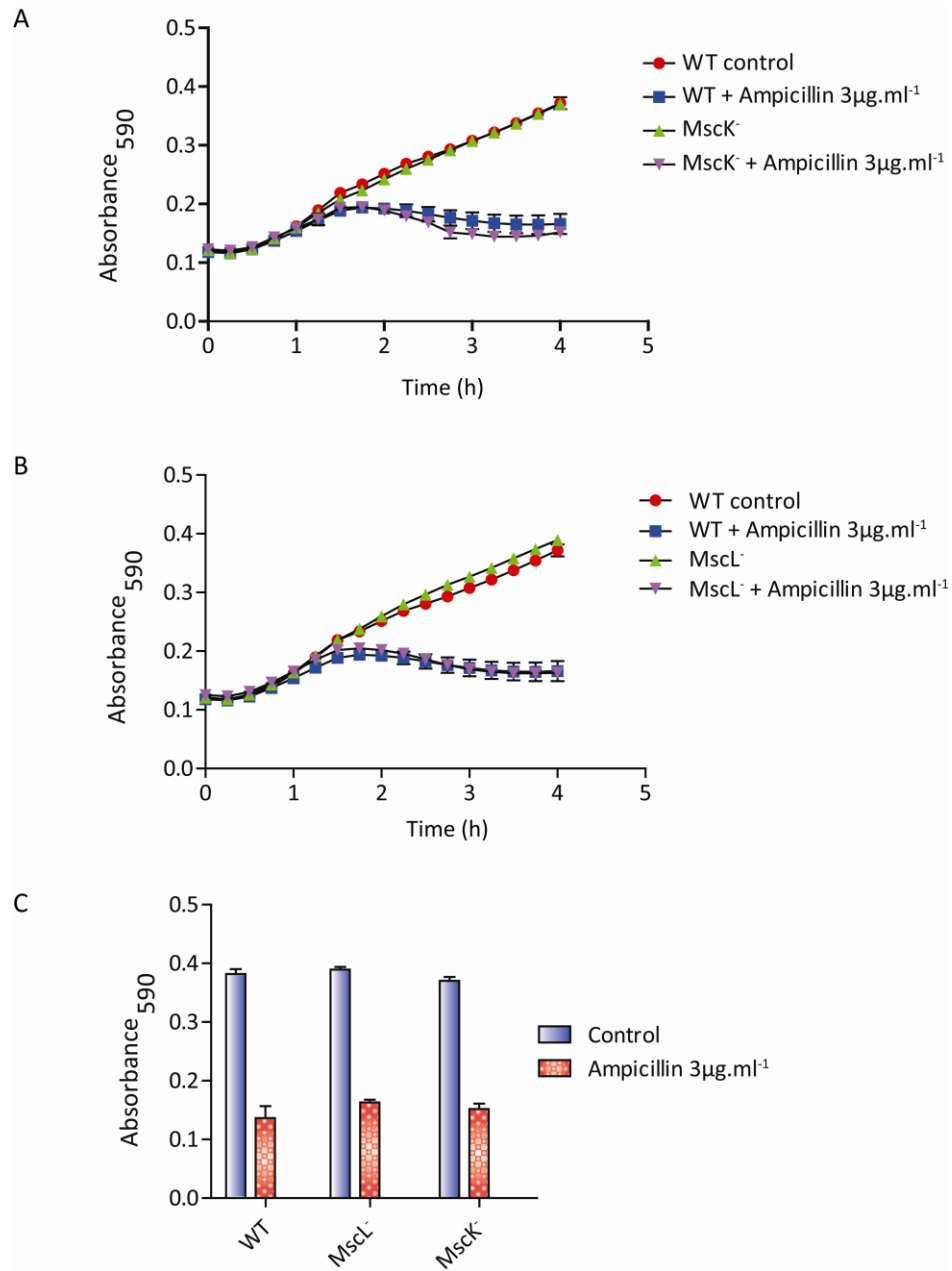 A
0.5
0.4
0.3
0.2
0.1
0.0
Absorbance590
0 1 2 3 4 5
Time (h)
WT control
WT + Ampicillin 3µg.ml-1
MscK-
MscK- + Ampicillin 3µg.ml-1
B
0.5
0.4
0.3
0.2
0.1
0.0
Absorbance590
0 1 2 3 4 5
Time (h)
WT control
WT + Ampicillin 3µg.ml-1
MscL-
MscL- + Ampicillin 3µg.ml-1
C
0.5
0.4
0.3
0.2
0.1
0.0
Absorbance590
WT MscL- MscK-
Control
Ampicillin 3µg.ml-1